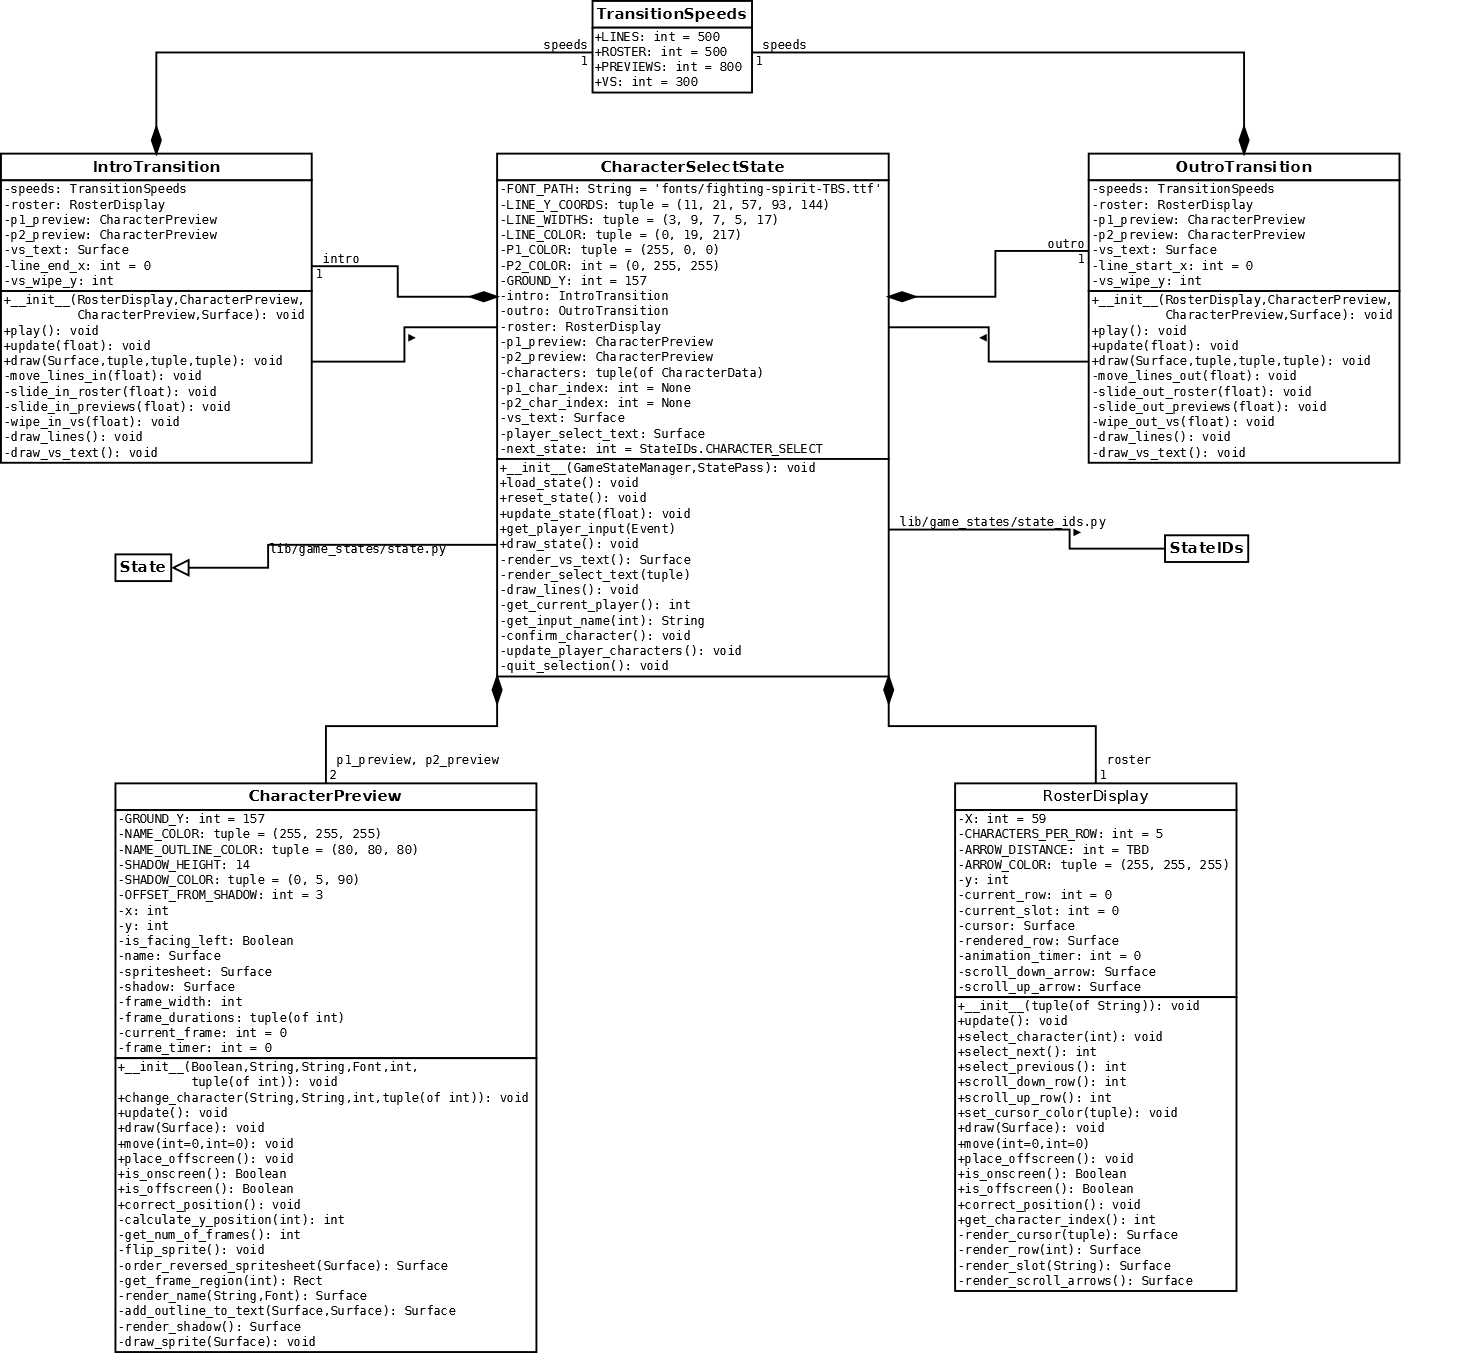 TransitionSpeeds
+LINES: int = 500
+ROSTER: int = 500
+PREVIEWS: int = 800
+VS: int = 300
speeds
1
speeds
1
IntroTransition
-speeds: TransitionSpeeds
-roster: RosterDisplay
-p1_preview: CharacterPreview
-p2_preview: CharacterPreview
-vs_text: Surface
-line_end_x: int = 0
-vs_wipe_y: int
+__init__(RosterDisplay,CharacterPreview,
CharacterPreview,Surface): void
+play(): void
+update(float): void
+draw(Surface,tuple,tuple,tuple): void
-move_lines_in(float): void
-slide_in_roster(float): void
-slide_in_previews(float): void
-wipe_in_vs(float): void
-draw_lines(): void
-draw_vs_text(): void
intro
1
CharacterSelectState
-FONT_PATH: String = 'fonts/fighting-spirit-TBS.ttf'
-LINE_Y_COORDS: tuple = (11, 21, 57, 93, 144)
-LINE_WIDTHS: tuple = (3, 9, 7, 5, 17)
-LINE_COLOR: tuple = (0, 19, 217)
-P1_COLOR: tuple = (255, 0, 0)
-P2_COLOR: int = (0, 255, 255)
-GROUND_Y: int = 157
-intro: IntroTransition
-outro: OutroTransition
-roster: RosterDisplay
-p1_preview: CharacterPreview
-p2_preview: CharacterPreview
-characters: tuple(of CharacterData)
-p1_char_index: int = None
-p2_char_index: int = None
-vs_text: Surface
-player_select_text: Surface
-next_state: int = StateIDs.CHARACTER_SELECT
+__init__(GameStateManager,StatePass): void
+load_state(): void
+reset_state(): void
+update_state(float): void
+get_player_input(Event)
+draw_state(): void
-render_vs_text(): Surface
-render_select_text(tuple)
-draw_lines(): void
-get_current_player(): int
-get_input_name(int): String
-confirm_character(): void
-update_player_characters(): void
-quit_selection(): void
outro
1
OutroTransition
-speeds: TransitionSpeeds
-roster: RosterDisplay
-p1_preview: CharacterPreview
-p2_preview: CharacterPreview
-vs_text: Surface
-line_start_x: int = 0
-vs_wipe_y: int
+__init__(RosterDisplay,CharacterPreview,
CharacterPreview,Surface): void
+play(): void
+update(float): void
+draw(Surface,tuple,tuple,tuple): void
-move_lines_out(float): void
-slide_out_roster(float): void
-slide_out_previews(float): void
-wipe_out_vs(float): void
-draw_lines(): void
-draw_vs_text(): void
State
lib/game_states/state.py
lib/game_states/state_ids.py
StateIDs
p1_preview, p2_preview
2
roster
1
CharacterPreview
-GROUND_Y: int = 157
-NAME_COLOR: tuple = (255, 255, 255)
-NAME_OUTLINE_COLOR: tuple = (80, 80, 80)
-SHADOW_HEIGHT: 14
-SHADOW_COLOR: tuple = (0, 5, 90)
-OFFSET_FROM_SHADOW: int = 3
-x: int
-y: int
-is_facing_left: Boolean
-name: Surface
-spritesheet: Surface
-shadow: Surface
-frame_width: int
-frame_durations: tuple(of int)
-current_frame: int = 0
-frame_timer: int = 0
+__init__(Boolean,String,String,Font,int,
tuple(of int)): void
+change_character(String,String,int,tuple(of int)): void
+update(): void
+draw(Surface): void
+move(int=0,int=0): void
+place_offscreen(): void
+is_onscreen(): Boolean
+is_offscreen(): Boolean
+correct_position(): void
-calculate_y_position(int): int
-get_num_of_frames(): int
-flip_sprite(): void
-order_reversed_spritesheet(Surface): Surface
-get_frame_region(int): Rect
-render_name(String,Font): Surface
-add_outline_to_text(Surface,Surface): Surface
-render_shadow(): Surface
-draw_sprite(Surface): void
RosterDisplay
-X: int = 59
-CHARACTERS_PER_ROW: int = 5
-ARROW_DISTANCE: int = TBD
-ARROW_COLOR: tuple = (255, 255, 255)
-y: int
-current_row: int = 0
-current_slot: int = 0
-cursor: Surface
-rendered_row: Surface
-animation_timer: int = 0
-scroll_down_arrow: Surface
-scroll_up_arrow: Surface
+__init__(tuple(of String)): void
+update(): void
+select_character(int): void
+select_next(): int
+select_previous(): int
+scroll_down_row(): int
+scroll_up_row(): int
+set_cursor_color(tuple): void
+draw(Surface): void
+move(int=0,int=0)
+place_offscreen(): void
+is_onscreen(): Boolean
+is_offscreen(): Boolean
+correct_position(): void
+get_character_index(): int
-render_cursor(tuple): Surface
-render_row(int): Surface
-render_slot(String): Surface
-render_scroll_arrows(): Surface